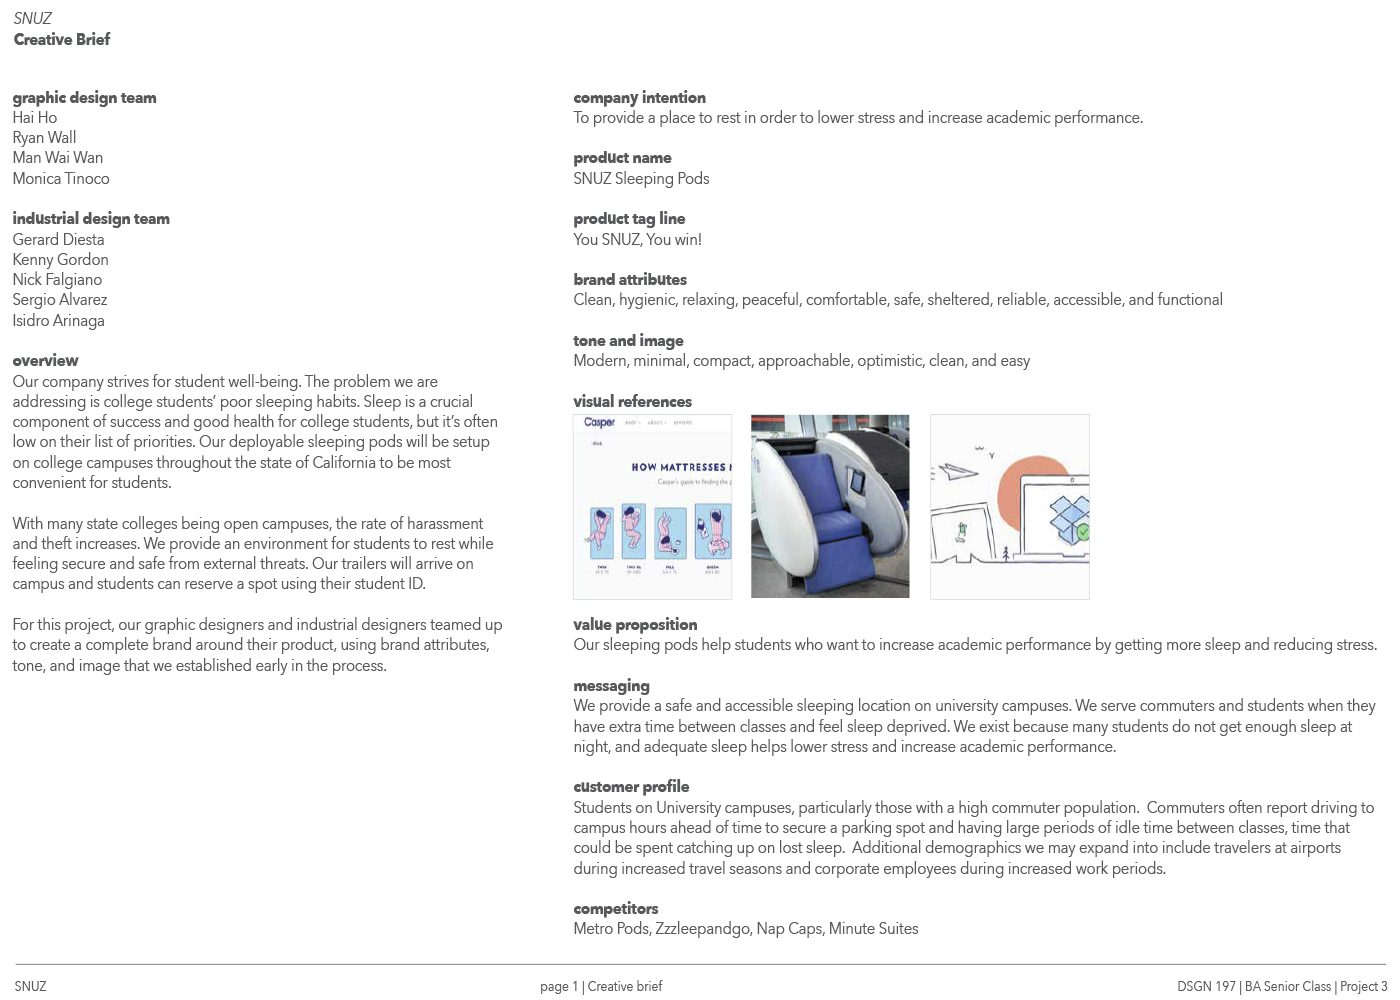 SNUZ
Creative Brief
graphic design team
Hai Ho
Ryan Wall
Man Wai Wan
Monica Tinoco
industrial design team
Gerard Diesta
Kenny Gordon
Nick Falgiano
Sergio Alvarez
Isidro Arinaga
overview
Our company strives for student well-being. The problem we are
addressing is college students’ poor sleeping habits. Sleep is a crucial
component of success and good health for college students, but it’s often
low on their list of priorities. Our deployable sleeping pods will be setup
on college campuses throughout the state of California to be most
convenient for students.
With many state colleges being open campuses, the rate of harassment
and theft increases. We provide an environment for students to rest while
feeling secure and safe from external threats. Our trailers will arrive on
campus and students can reserve a spot using their student ID.
For this project, our graphic designers and industrial designers teamed up
to create a complete brand around their product, using brand attributes,
tone, and image that we established early in the process.
company intention
To provide a place to rest in order to lower stress and increase academic performance.
product name
SNUZ Sleeping Pods
product tag line
You SNUZ, You win!
brand attributes
Clean, hygienic, relaxing, peaceful, comfortable, safe, sheltered, reliable, accessible, and functional
tone and image
Modern, minimal, compact, approachable, optimistic, clean, and easy
visual references
Casper SHOP ABOUT REVIEWS
HOW MATTRESSES
Casper's guide to finding the
TWIN TWIN XL FULL QUEEN
value proposition
Our sleeping pods help students who want to increase academic performance by getting more sleep and reducing stress.
messaging
We provide a safe and accessible sleeping location on university campuses. We serve commuters and students when they
have extra time between classes and feel sleep deprived. We exist because many students do not get enough sleep at
night, and adequate sleep helps lower stress and increase academic performance.
customer profile
Students on University campuses, particularly those with a high commuter population.  Commuters often report driving to
campus hours ahead of time to secure a parking spot and having large periods of idle time between classes, time that
could be spent catching up on lost sleep.  Additional demographics we may expand into include travelers at airports
during increased travel seasons and corporate employees during increased work periods.
competitors
Metro Pods, Zzzleepandgo, Nap Caps, Minute Suites
SNUZ
page 1 | Creative brief
DSGN 197 | BA Senior Class | Project 3